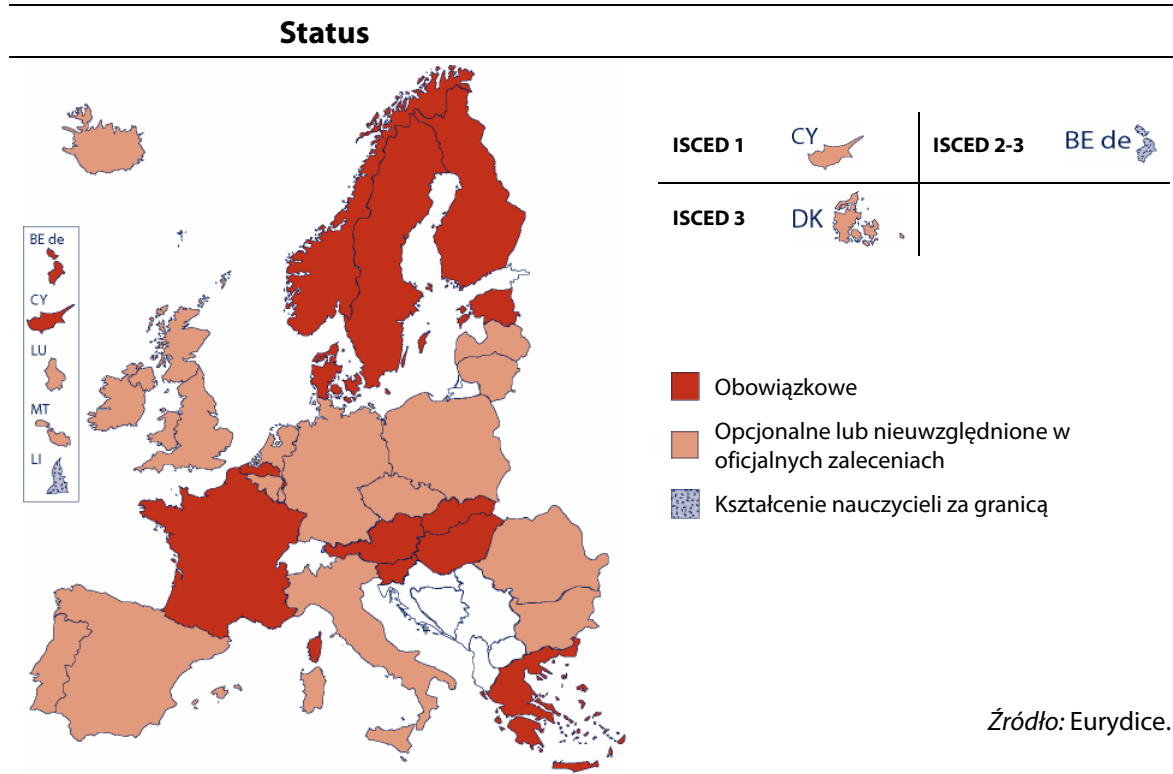 Status
ISCED 1
CY
ISCED 2-3
BE de
ISCED 3
DK
BE de
CY
LU
MT
LI
Obowiązkowe
Opcjonalne lub nieuwzględnione w
oficjalnych zaleceniach
Kształcenie nauczycieli za granicą
Źródło: Eurydice.